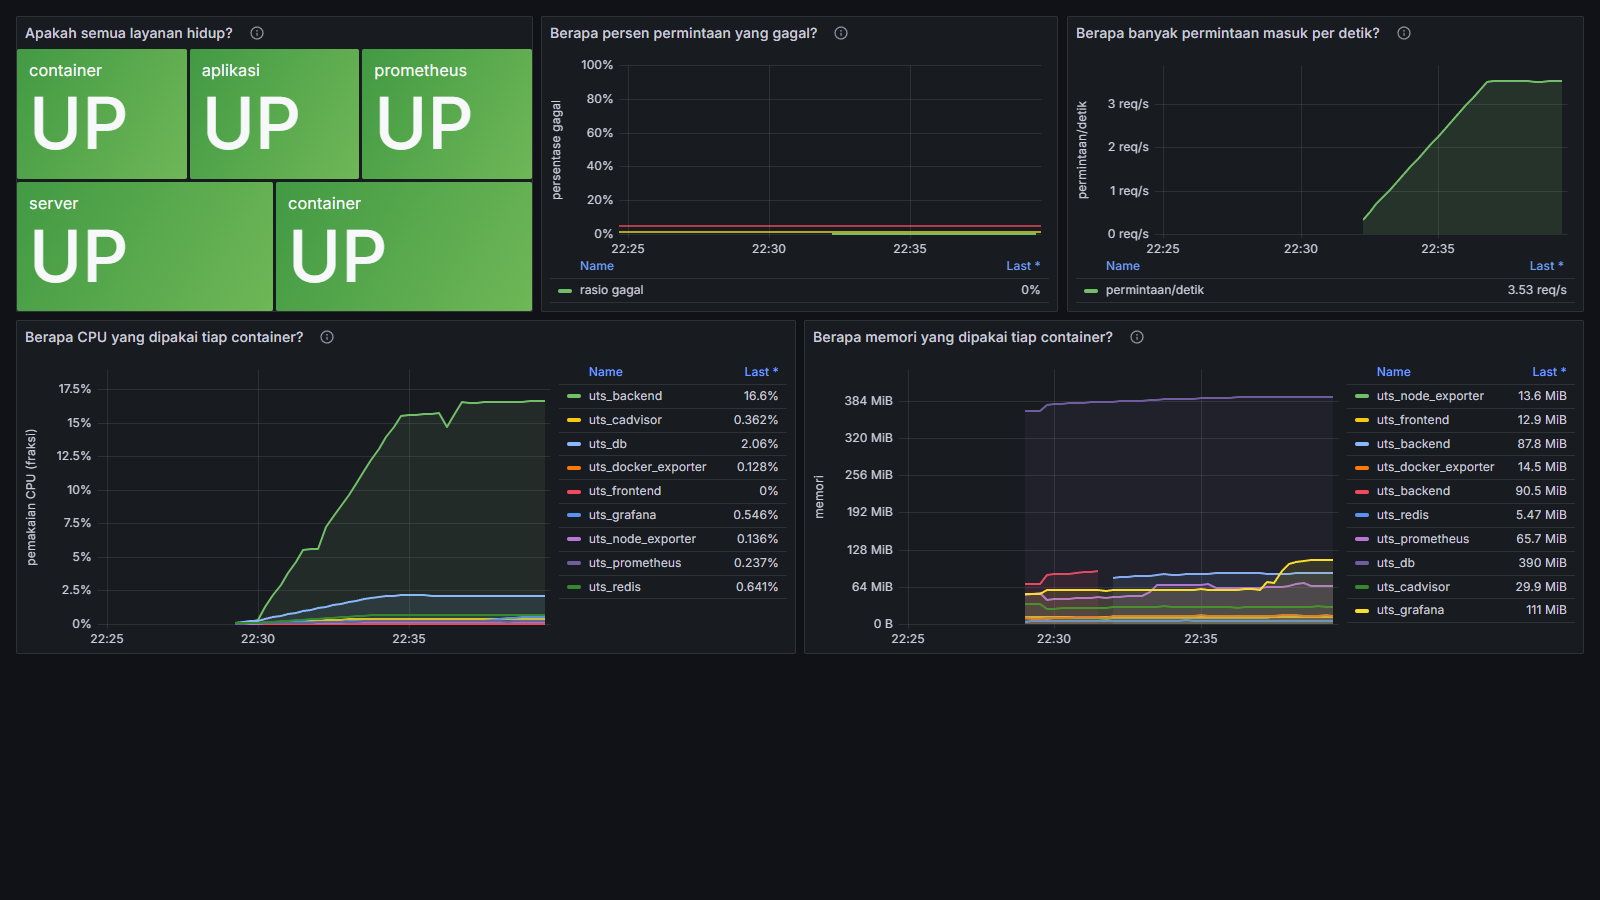 Apakah semua layanan hidup?
container
UP
aplikasi
UP
prometheus
UP
server
UP
container
UP
Berapa persen permintaan yang gagal?
persentase gagal
100%
80%
60%
40%
20%
0%
22:25 22:30 22:35
Name Last *
rasio gagal 0%
Berapa banyak permintaan masuk per detik?
permintaan/detik
3 req/s
2 req/s
1 req/s
0 req/s
22:25 22:30 22:35
Name Last *
permintaan/detik 3.53 req/s
Berapa CPU yang dipakai tiap container?
pemakaian CPU (fraksi)
17.5%
15%
12.5%
10%
7.5%
5%
2.5%
0%
22:25 22:30 22:35
Name Last *
uts_backend 16.6%
uts_cadvisor 0.362%
uts_db 2.06%
uts_docker_exporter 0.128%
uts_frontend 0%
uts_grafana 0.546%
uts_node_exporter 0.136%
uts_prometheus 0.237%
uts_redis 0.641%
Berapa memori yang dipakai tiap container?
memori
384 MiB
320 MiB
256 MiB
192 MiB
128 MiB
64 MiB
0 B
22:25 22:30 22:35
Name Last *
uts_node_exporter 13.6 MiB
uts_frontend 12.9 MiB
uts_backend 87.8 MiB
uts_docker_exporter 14.5 MiB
uts_backend 90.5 MiB
uts_redis 5.47 MiB
uts_prometheus 65.7 MiB
uts_db 390 MiB
uts_cadvisor 29.9 MiB
uts_grafana 111 MiB